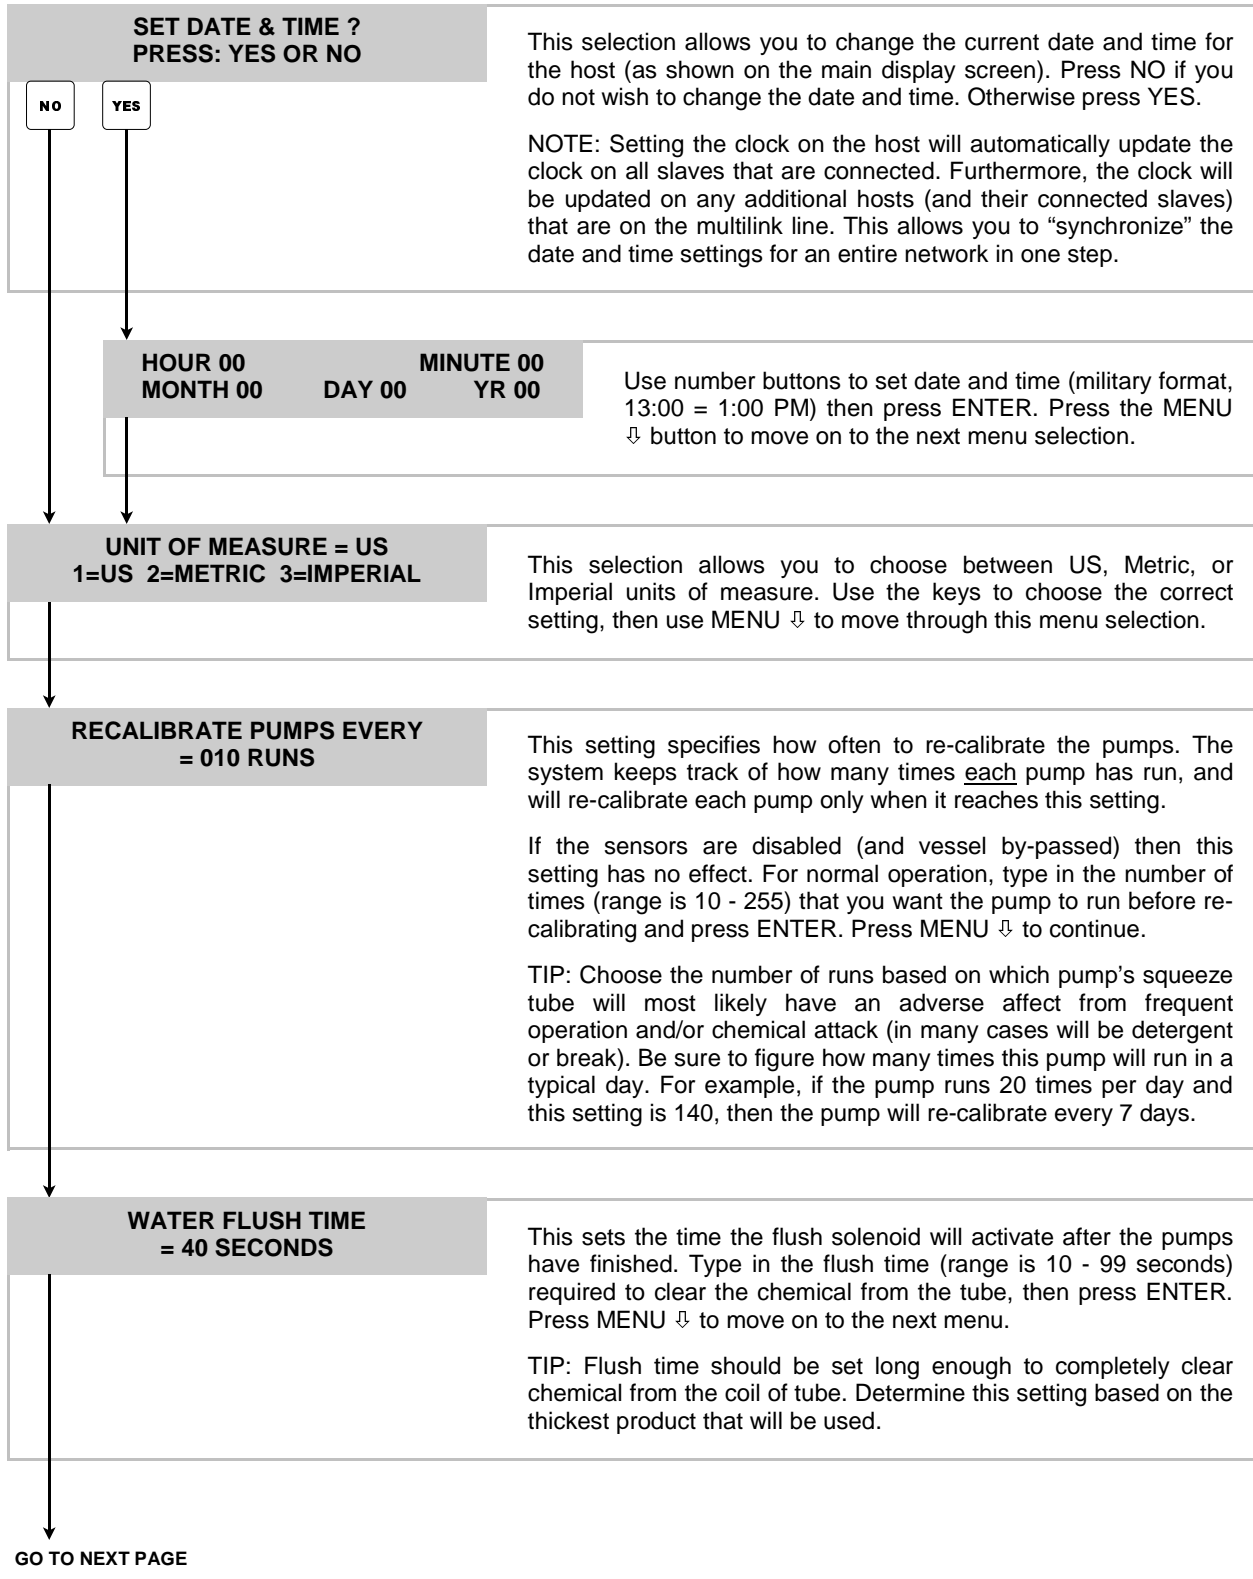 SET DATE & TIME ?
PRESS: YES OR NO
NO
YES
This selection allows you to change the current date and time for
the host (as shown on the main display screen). Press NO if you
do not wish to change the date and time. Otherwise press YES.
NOTE: Setting the clock on the host will automatically update the
clock on all slaves that are connected. Furthermore, the clock will
be updated on any additional hosts (and their connected slaves)
that are on the multilink line. This allows you to “synchronize” the
date and time settings for an entire network in one step.
HOUR 00 MINUTE 00
MONTH 00 DAY 00 YR 00
Use number buttons to set date and time (military format,
13:00 = 1:00 PM) then press ENTER. Press the MENU
⇩ button to move on to the next menu selection.
UNIT OF MEASURE = US
1=US 2=METRIC 3=IMPERIAL
This selection allows you to choose between US, Metric, or
Imperial units of measure. Use the keys to choose the correct
setting, then use MENU ⇩ to move through this menu selection.
RECALIBRATE PUMPS EVERY
= 010 RUNS
This setting specifies how often to re-calibrate the pumps. The
system keeps track of how many times each pump has run, and
will re-calibrate each pump only when it reaches this setting.
If the sensors are disabled (and vessel by-passed) then this
setting has no effect. For normal operation, type in the number of
times (range is 10 - 255) that you want the pump to run before re-
calibrating and press ENTER. Press MENU ⇩ to continue.
TIP: Choose the number of runs based on which pump’s squeeze
tube will most likely have an adverse affect from frequent
operation and/or chemical attack (in many cases will be detergent
or break). Be sure to figure how many times this pump will run in a
typical day. For example, if the pump runs 20 times per day and
this setting is 140, then the pump will re-calibrate every 7 days.
WATER FLUSH TIME
= 40 SECONDS
This sets the time the flush solenoid will activate after the pumps
have finished. Type in the flush time (range is 10 - 99 seconds)
required to clear the chemical from the tube, then press ENTER.
Press MENU ⇩ to move on to the next menu.
TIP: Flush time should be set long enough to completely clear
chemical from the coil of tube. Determine this setting based on the
thickest product that will be used.
GO TO NEXT PAGE